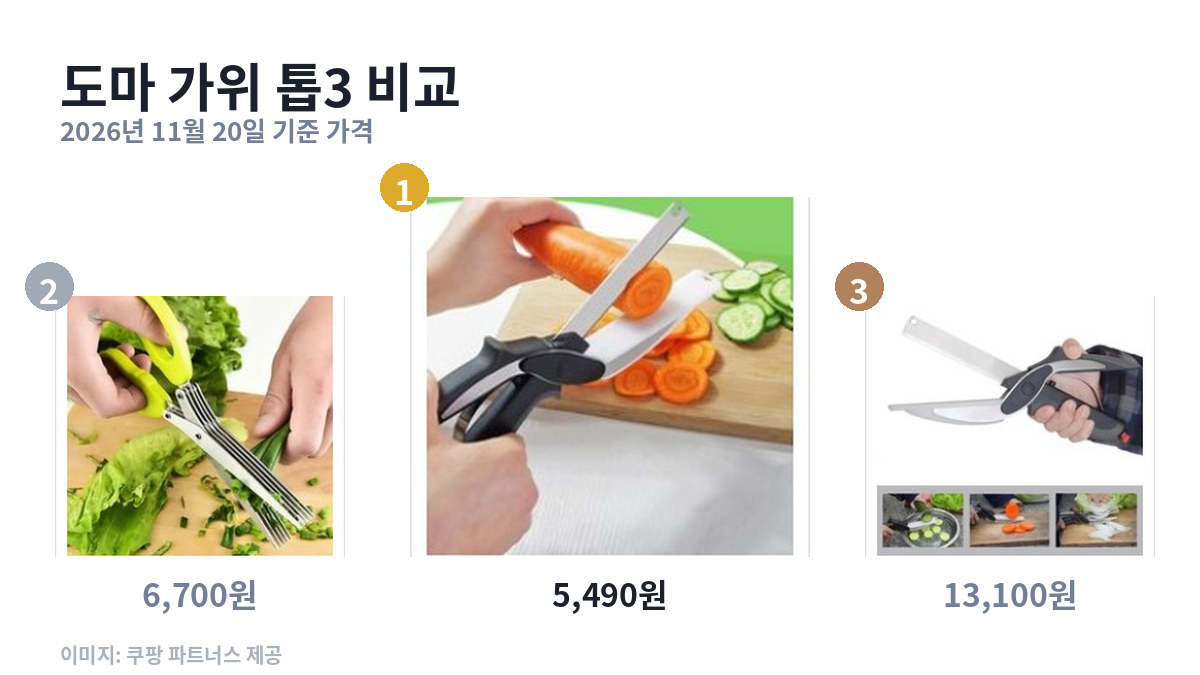 도마 가위 톱3 비교
2026년 11월 20일 기준 가격
1
2
3
6,700원
5,490원
13,100원
이미지: 쿠팡 파트너스 제공